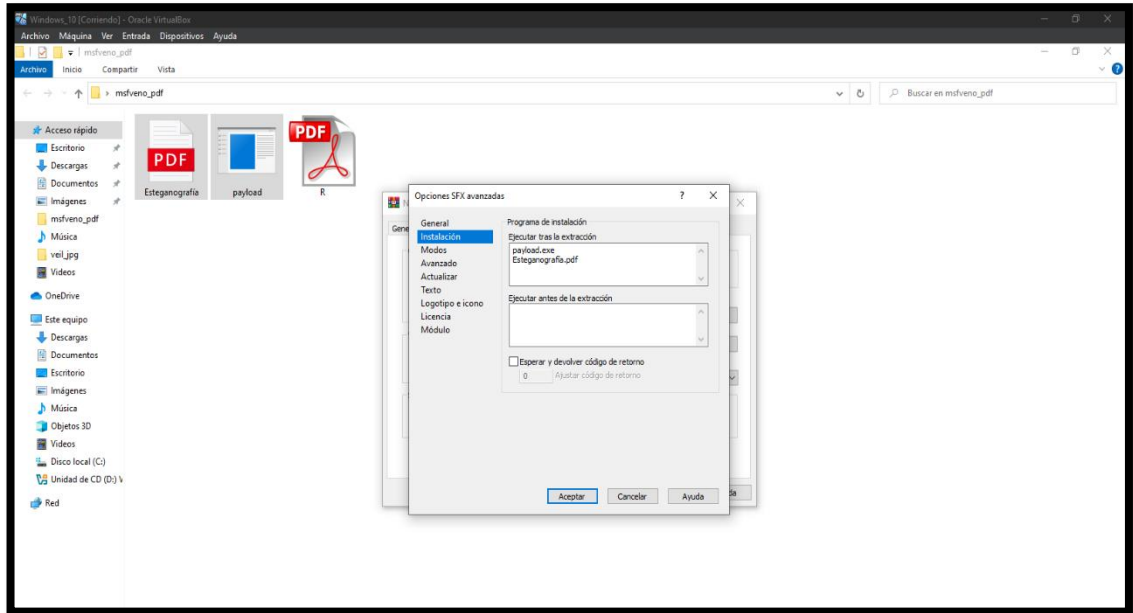 Windows_10 [Corriendo] - Oracle VirtualBox
Archivo Máquina Ver Entrada Dispositivos Ayuda
msfveno_pdf
Archivo Inicio Compartir Vista
msfveno_pdf
Buscar en msfveno_pdf
Acceso rápido
Escritorio
Descargas
Documentos
Imágenes
msfveno_pdf
Música
veil_jpg
Videos
OneDrive
Este equipo
Descargas
Documentos
Escritorio
Imágenes
Música
Objetos 3D
Videos
Disco local (C:)
Unidad de CD (D:) V
Red
PDF
Esteganografía
payload
PDF
R
Gene
Opciones SFX avanzadas
General
Instalación
Modos
Avanzado
Actualizar
Texto
Logotipo e icono
Licencia
Módulo
Programa de instalación
Ejecutar tras la extracción
payload.exe
Esteganografía.pdf
Ejecutar antes de la extracción
Esperar y devolver código de retorno
0 Ajustar código de retorno
Aceptar Cancelar Ayuda